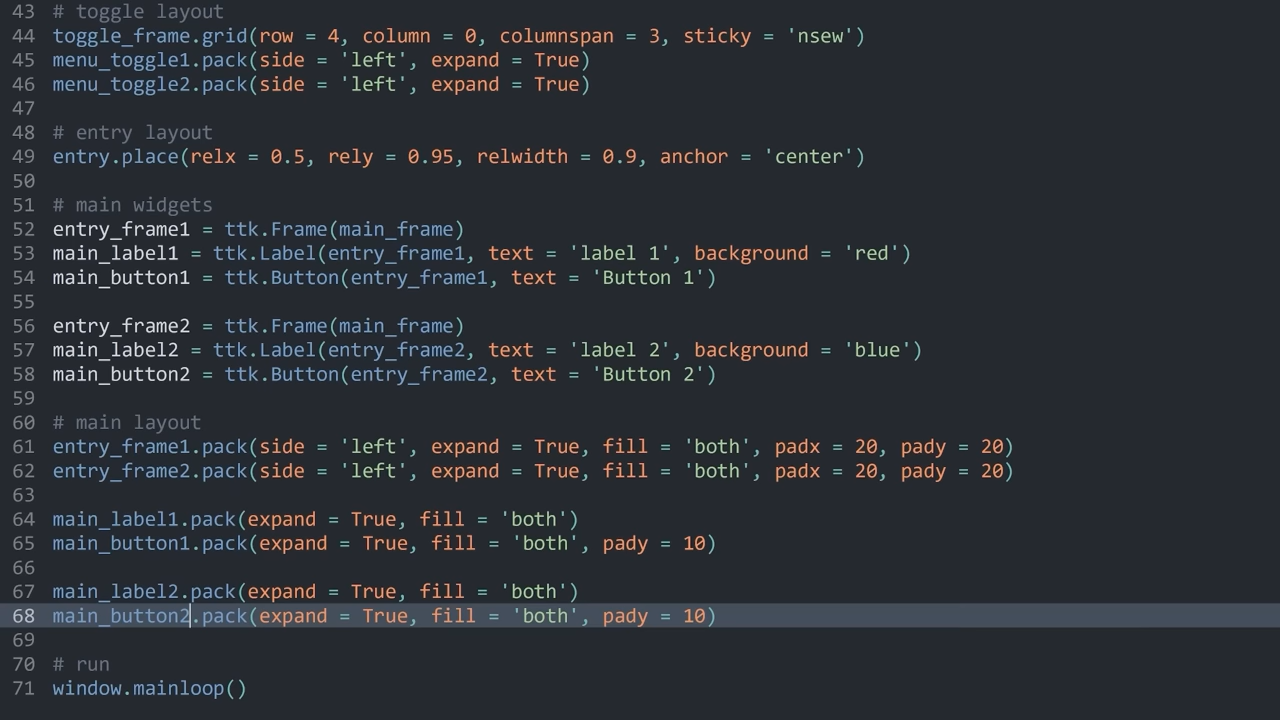 43 # toggle layout
44 toggle_frame.grid(row = 4, column = 0, columnspan = 3, sticky = 'nsew')
45 menu_toggle1.pack(side = 'left', expand = True)
46 menu_toggle2.pack(side = 'left', expand = True)
47
48 # entry layout
49 entry.place(relx = 0.5, rely = 0.95, relwidth = 0.9, anchor = 'center')
50
51 # main widgets
52 entry_frame1 = ttk.Frame(main_frame)
53 main_label1 = ttk.Label(entry_frame1, text = 'label 1', background = 'red')
54 main_button1 = ttk.Button(entry_frame1, text = 'Button 1')
55
56 entry_frame2 = ttk.Frame(main_frame)
57 main_label2 = ttk.Label(entry_frame2, text = 'label 2', background = 'blue')
58 main_button2 = ttk.Button(entry_frame2, text = 'Button 2')
59
60 # main layout
61 entry_frame1.pack(side = 'left', expand = True, fill = 'both', padx = 20, pady = 20)
62 entry_frame2.pack(side = 'left', expand = True, fill = 'both', padx = 20, pady = 20)
63
64 main_label1.pack(expand = True, fill = 'both')
65 main_button1.pack(expand = True, fill = 'both', pady = 10)
66
67 main_label2.pack(expand = True, fill = 'both')
68 main_button2.pack(expand = True, fill = 'both', pady = 10)
69
70 # run
71 window.mainloop()